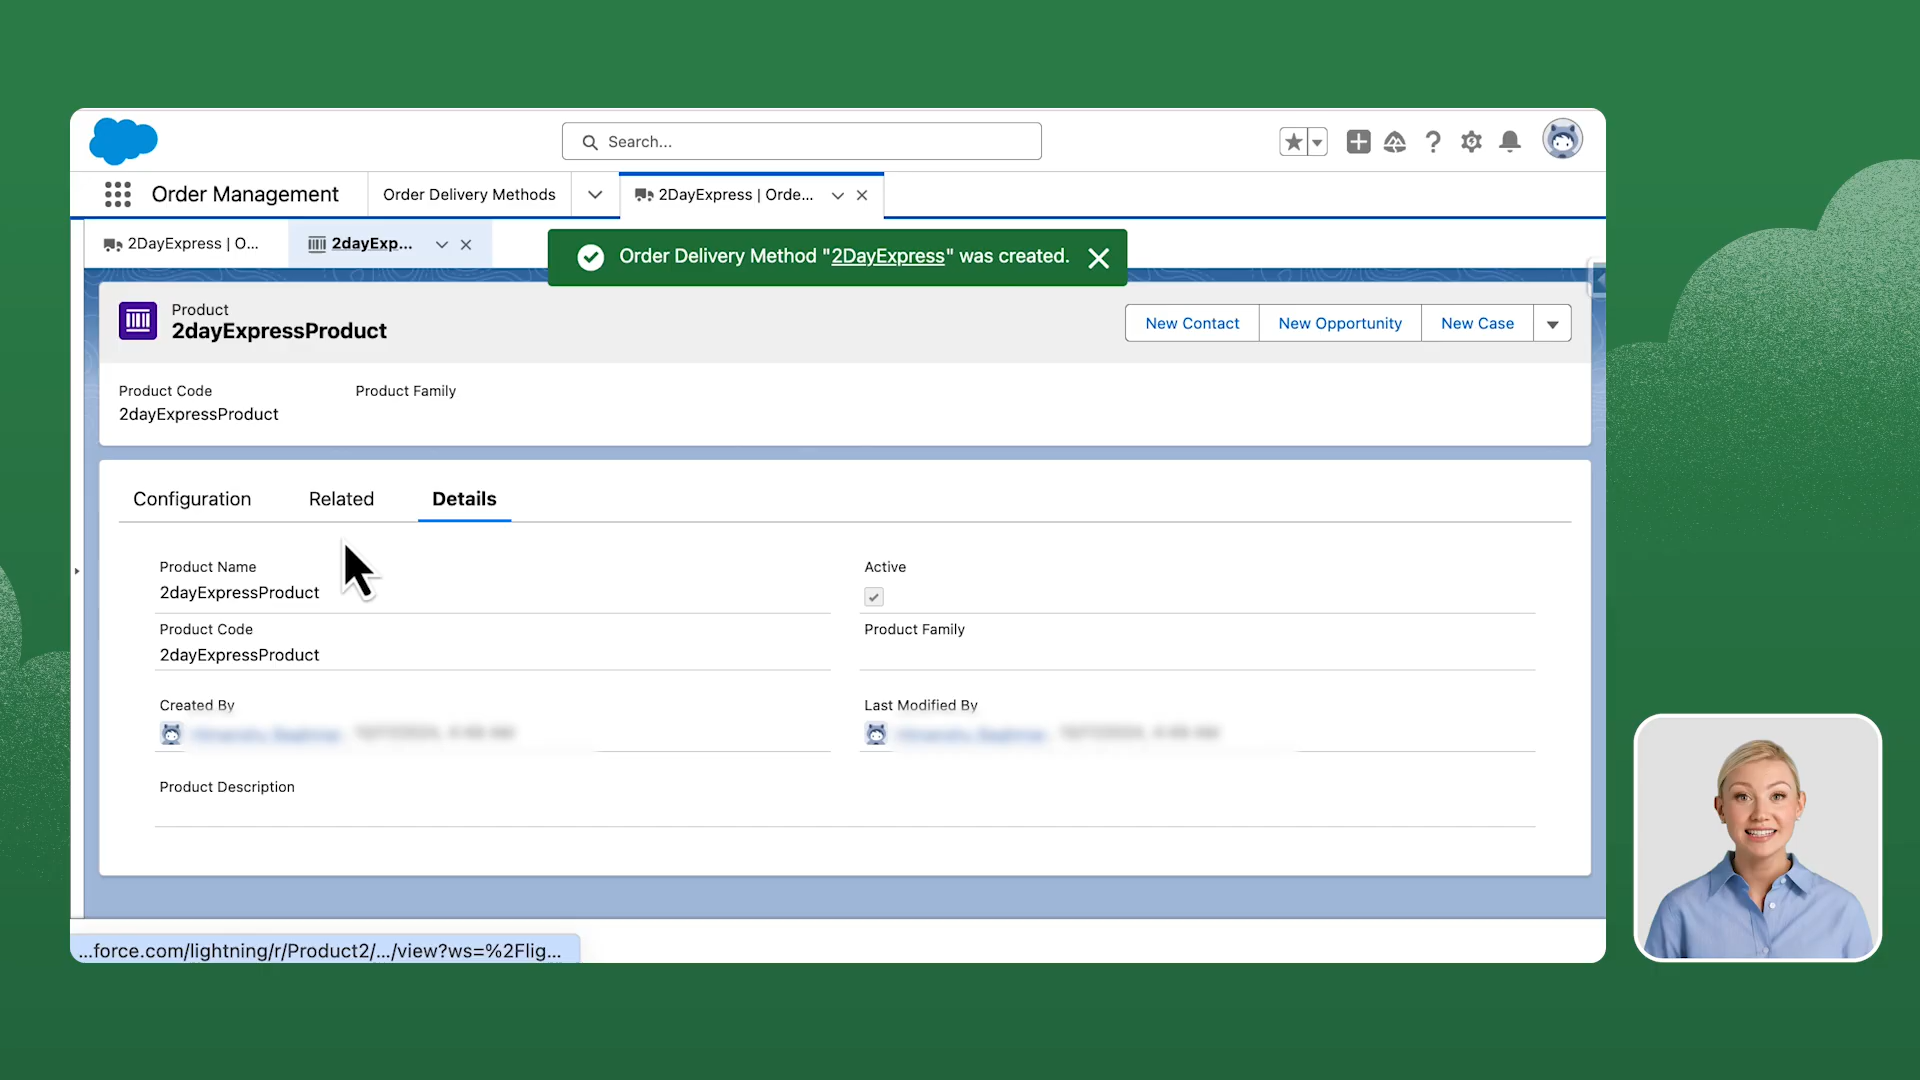 Search...
Order Management
Order Delivery Methods
2DayExpress | Orde...
2DayExpress | O...
2dayExp...
Order Delivery Method "2DayExpress" was created.
Product
2dayExpressProduct
New Contact
New Opportunity
New Case
Product Code
Product Family
2dayExpressProduct
Configuration
Related
Details
Product Name
Active
2dayExpressProduct
Product Code
Product Family
2dayExpressProduct
Created By
Last Modified By
Product Description
...force.com/lightning/r/Product2/.../view?ws=%2Flig...